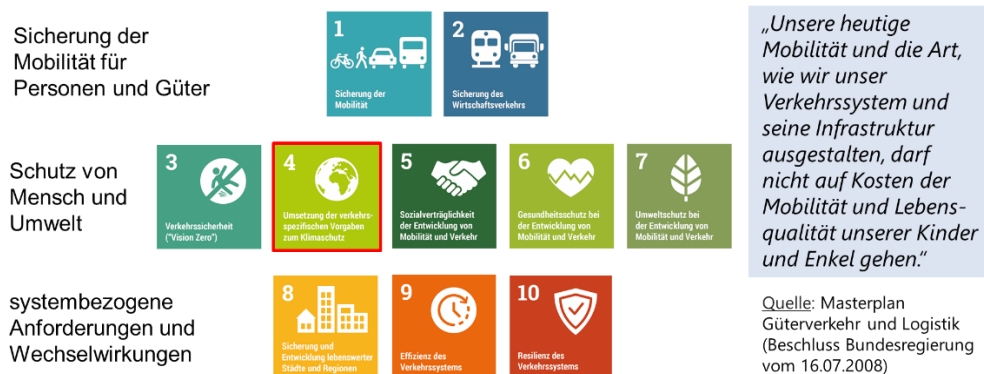 Sicherung der
Mobilität für
Personen und Güter
1
Sicherung der
Mobilität
2
Sicherung des
Wirtschaftsverkehrs
Schutz von
Mensch und
Umwelt
3
Verkehrssicherheit
("Vision Zero")
4
Umsetzung der verkehrs-
spezifischen Vorgaben
zum Klimaschutz
5
Sozialverträglichkeit
der Entwicklung von
Mobilität und Verkehr
6
Gesundheitsschutz bei
der Entwicklung von
Mobilität und Verkehr
7
Umweltschutz bei
der Entwicklung von
Mobilität und Verkehr
systembezogene
Anforderungen und
Wechselwirkungen
8
Sicherung und
Entwicklung lebenswerter
Städte und Regionen
9
Effizienz des
Verkehrssystems
10
Resilienz des
Verkehrssystems
„Unsere heutige
Mobilität und die Art,
wie wir unser
Verkehrssystem und
seine Infrastruktur
ausgestalten, darf
nicht auf Kosten der
Mobilität und Lebens-
qualität unserer Kinder
und Enkel gehen.“
Quelle: Masterplan
Güterverkehr und Logistik
(Beschluss Bundesregierung
vom 16.07.2008)